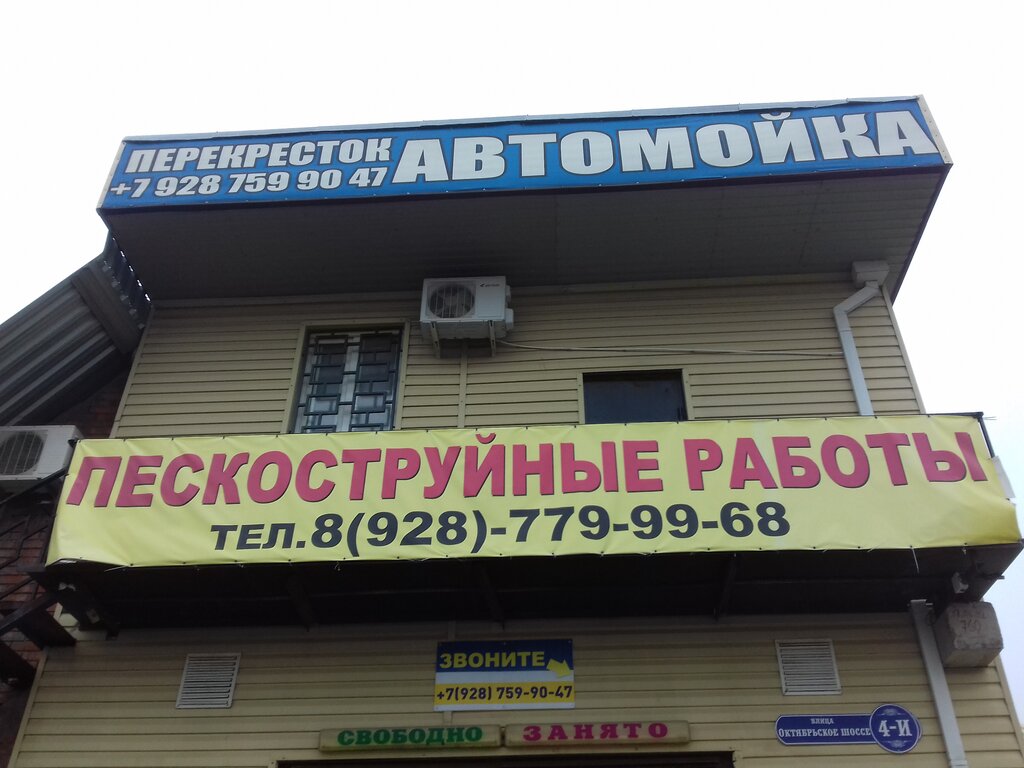 ПЕРЕКРЕСТОК
+7 928 759 90 47
АВТОМОЙКА
ПЕСКОСТРУЙНЫЕ РАБОТЫ
ТЕЛ.8(928)-779-99-68
ЗВОНИТЕ
+7(928) 759-90-47
СВОБОДНО
ЗАНЯТО
УЛИЦА
ОКТЯБРЬСКОЕ ШОССЕ
4-И